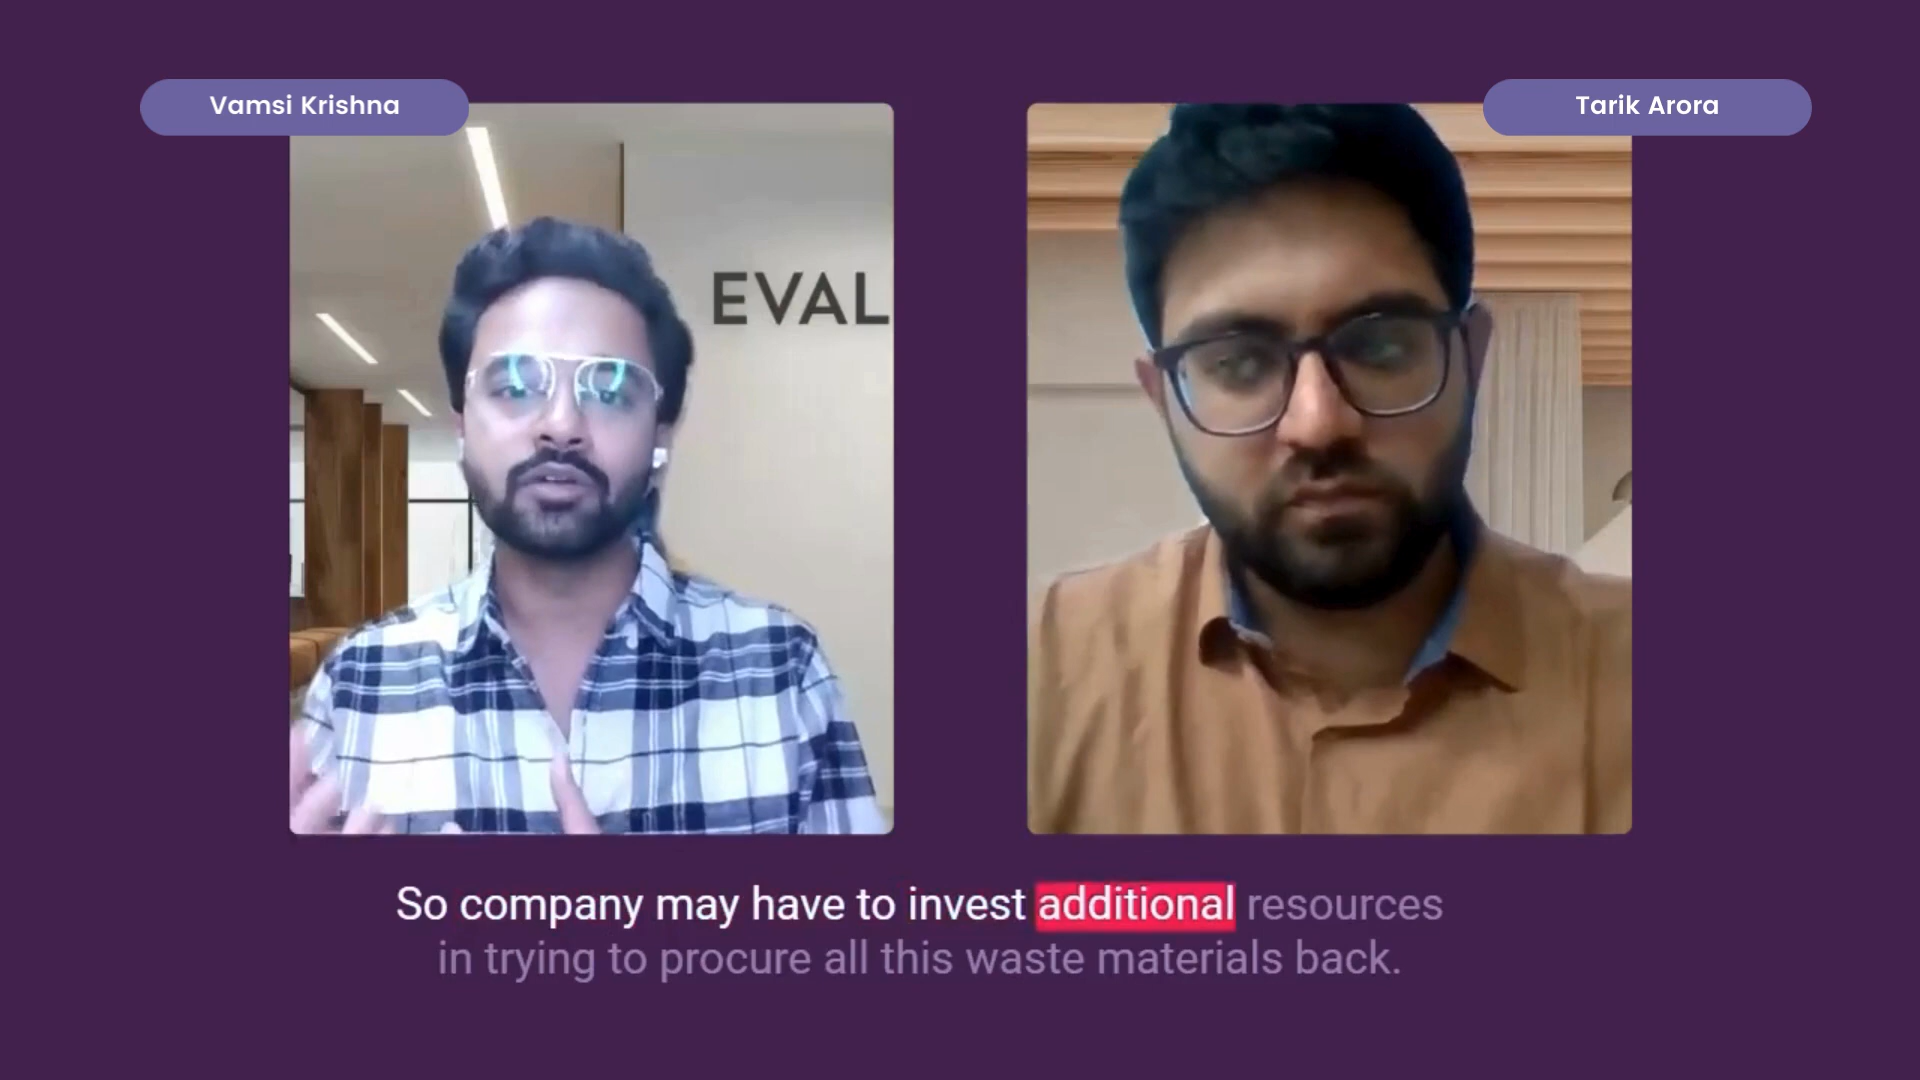 Vamsi Krishna
Tarik Arora
EVAL
So company may have to invest additional resources
in trying to procure all this waste materials back.